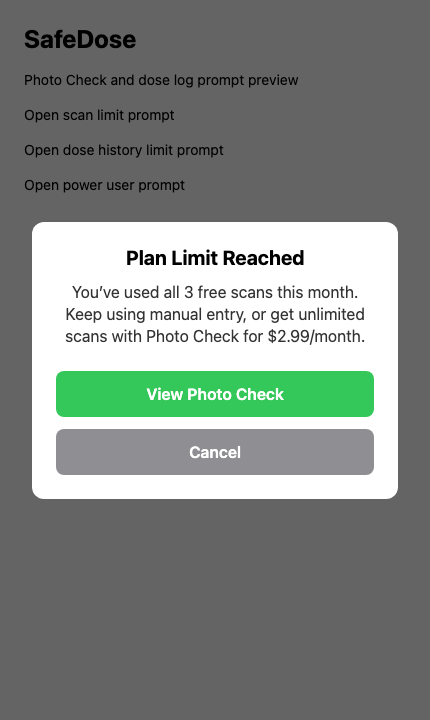 SafeDose
Photo Check and dose log prompt preview
Open scan limit prompt
Open dose history limit prompt
Open power user prompt
Plan Limit Reached
You’ve used all 3 free scans this month.
Keep using manual entry, or get unlimited
scans with Photo Check for $2.99/month.
View Photo Check
Cancel